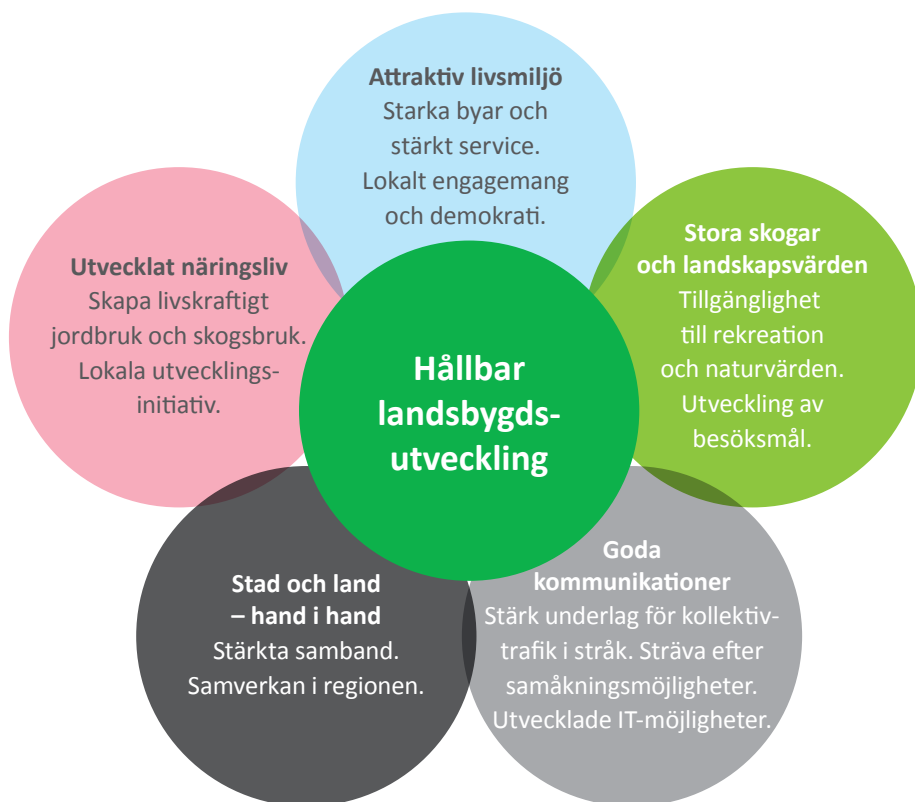 Attraktiv livsmiljö
Starka byar och
stärkt service.
Lokalt engagemang
och demokrati.
Stora skogar
och landskapsvärden
Tillgänglighet
till rekreation
och naturvärden.
Utveckling av
besöksmål.
Utvecklat näringsliv
Skapa livskraftigt
jordbruk och skogsbruk.
Lokala utvecklings-
initiativ.
Hållbar
landsbygds-
utveckling
Stad och land
– hand i hand
Stärkta samband.
Samverkan i regionen.
Goda
kommunikationer
Stärk underlag för kollektiv-
trafik i stråk. Sträva efter
samåkningsmöjligheter.
Utvecklade IT-möjligheter.